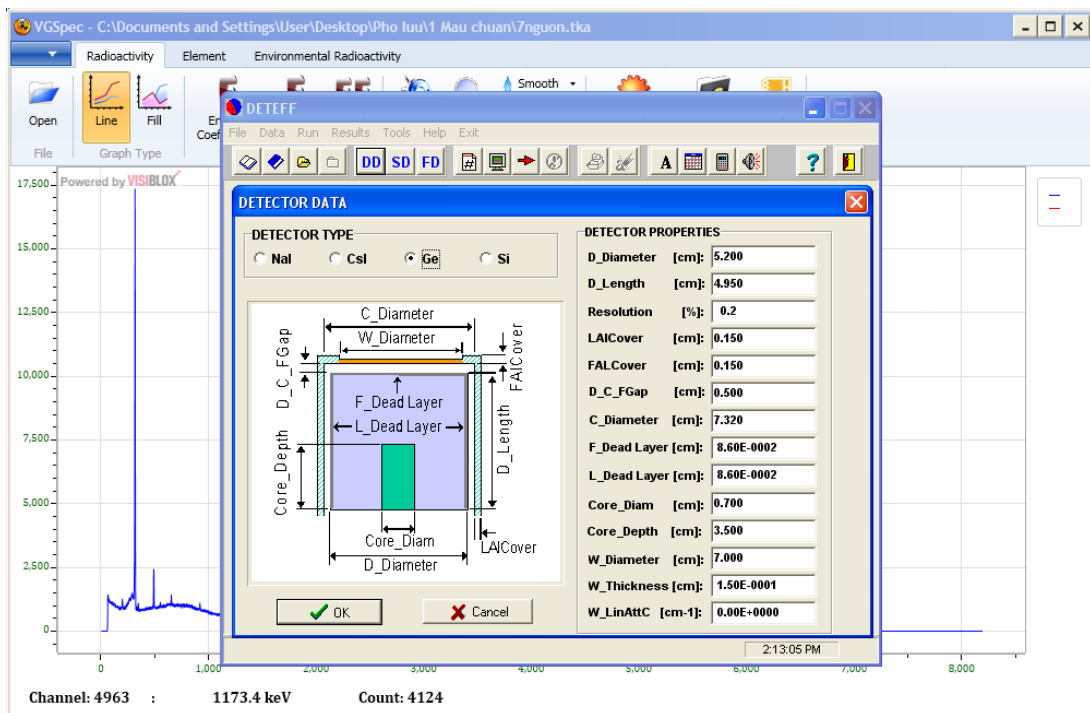 VGSpec - C:\Documents and Settings\User\Desktop\Pho luu\1 Mau chuan\7nguon.tka
Radioactivity Element Environmental Radioactivity
Smooth
Open Line Fill
File Graph Type
DETEFF
File Data Run Results Tools Help Exit
DD SD FD # A ?
Powered by VISIBLOX
DETECTOR DATA
DETECTOR TYPE
NaI CsI Ge Si
C_Diameter
W_Diameter
D_C_FGap
FAlCover
F_Dead Layer
L_Dead Layer
D_Length
Core_Depth
Core_Diam
LAlCover
D_Diameter
OK Cancel
DETECTOR PROPERTIES
D_Diameter [cm]: 5.200
D_Length [cm]: 4.950
Resolution [%]: 0.2
LAlCover [cm]: 0.150
FALCover [cm]: 0.150
D_C_FGap [cm]: 0.500
C_Diameter [cm]: 7.320
F_Dead Layer [cm]: 8.60E-0002
L_Dead Layer [cm]: 8.60E-0002
Core_Diam [cm]: 0.700
Core_Depth [cm]: 3.500
W_Diameter [cm]: 7.000
W_Thickness [cm]: 1.50E-0001
W_LinAttC [cm-1]: 0.00E+0000
2:13:05 PM
17,500
15,000
12,500
10,000
7,500
5,000
2,500
0
0 1,000 2,000 3,000 4,000 5,000 6,000 7,000 8,000
Channel: 4963 : 1173.4 keV Count: 4124